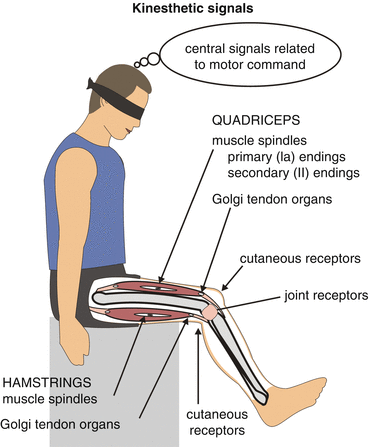 Kinesthetic signals
central signals related
to motor command
QUADRICEPS
muscle spindles
primary (Ia) endings
secondary (II) endings
Golgi tendon organs
cutaneous receptors
joint receptors
HAMSTRINGS
muscle spindles
Golgi tendon organs
cutaneous
receptors